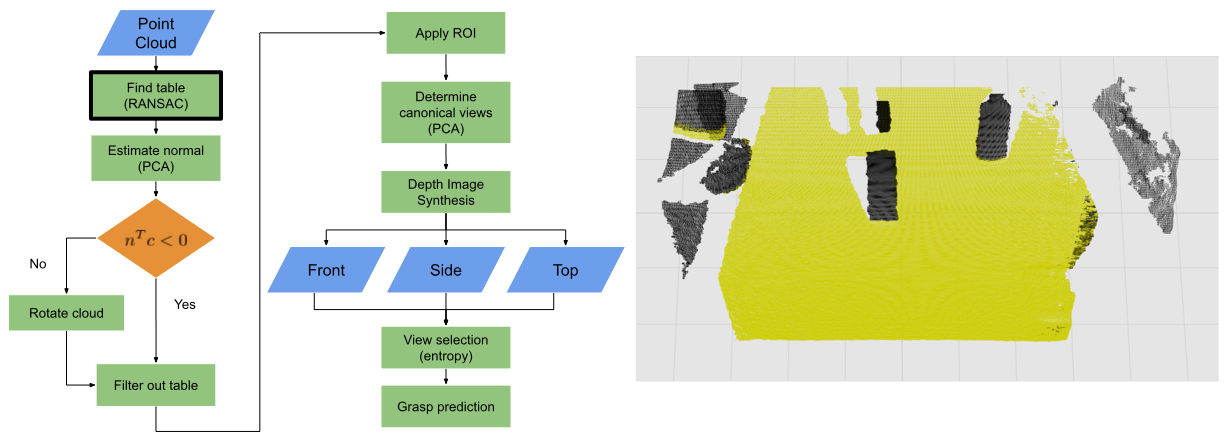 Point
Cloud
Find table
(RANSAC)
Estimate normal
(PCA)
n^T c < 0
No
Yes
Rotate cloud
Filter out table
Apply ROI
Determine
canonical views
(PCA)
Depth Image
Synthesis
Front
Side
Top
View selection
(entropy)
Grasp prediction